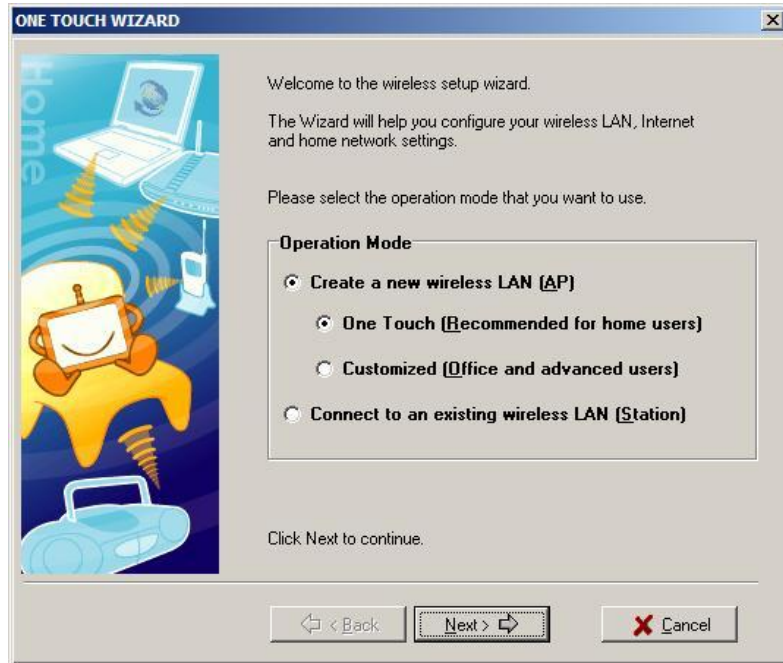 ONE TOUCH WIZARD
Home
Welcome to the wireless setup wizard.
The Wizard will help you configure your wireless LAN, Internet
and home network settings.
Please select the operation mode that you want to use.
Operation Mode
Create a new wireless LAN (AP)
One Touch (Recommended for home users)
Customized (Office and advanced users)
Connect to an existing wireless LAN (Station)
Click Next to continue.
< Back
Next >
Cancel